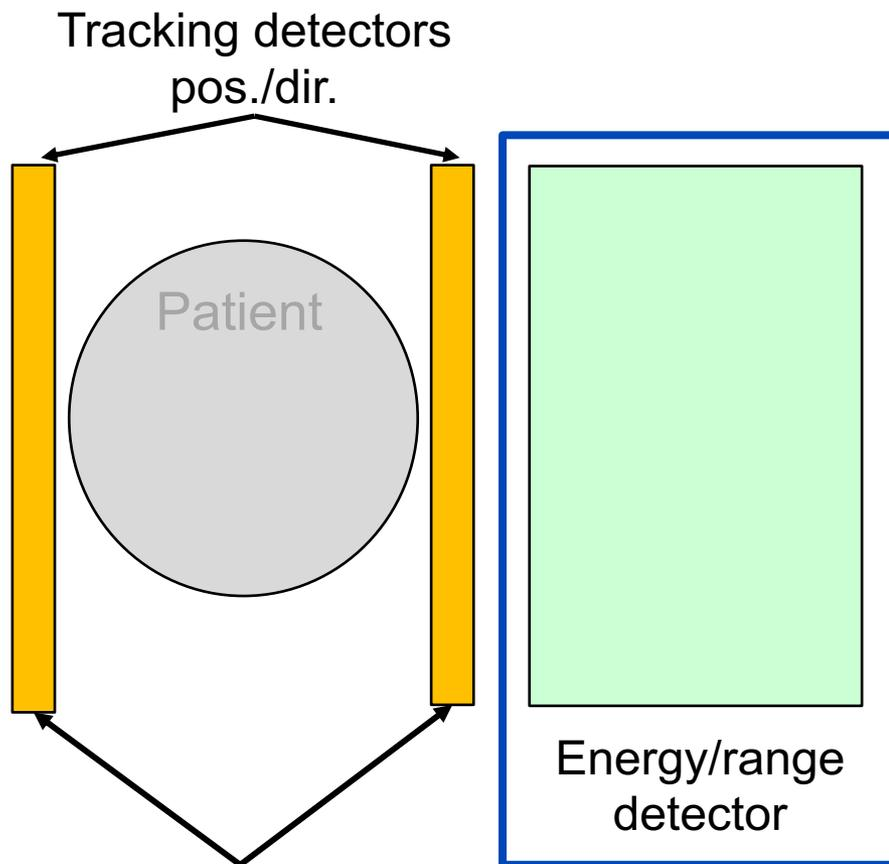 Tracking detectors
pos./dir.
Patient
Energy/range
detector